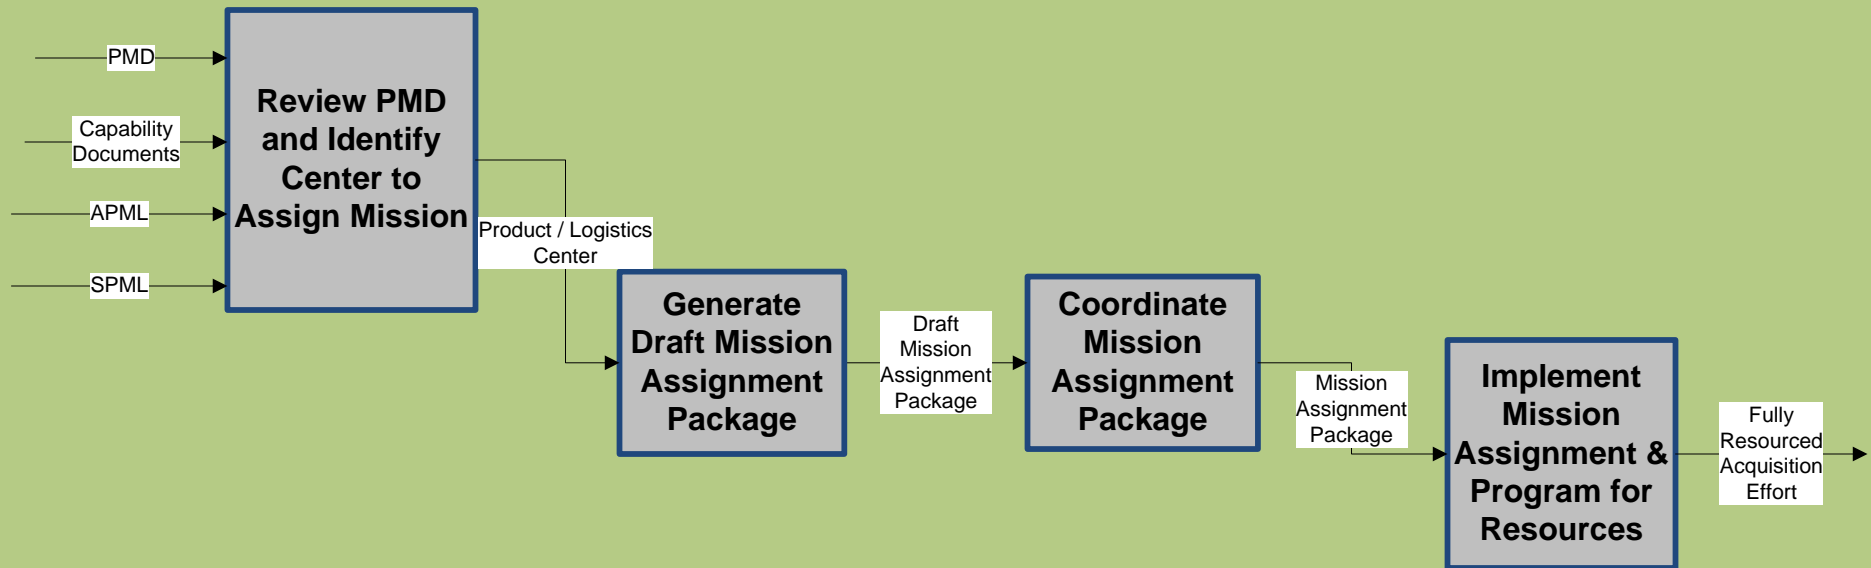 PMD
Capability
Documents
APML
SPML
Review PMD
and Identify
Center to
Assign Mission
Product / Logistics
Center
Generate
Draft Mission
Assignment
Package
Draft
Mission
Assignment
Package
Coordinate
Mission
Assignment
Package
Mission
Assignment
Package
Implement
Mission
Assignment &
Program for
Resources
Fully
Resourced
Acquisition
Effort